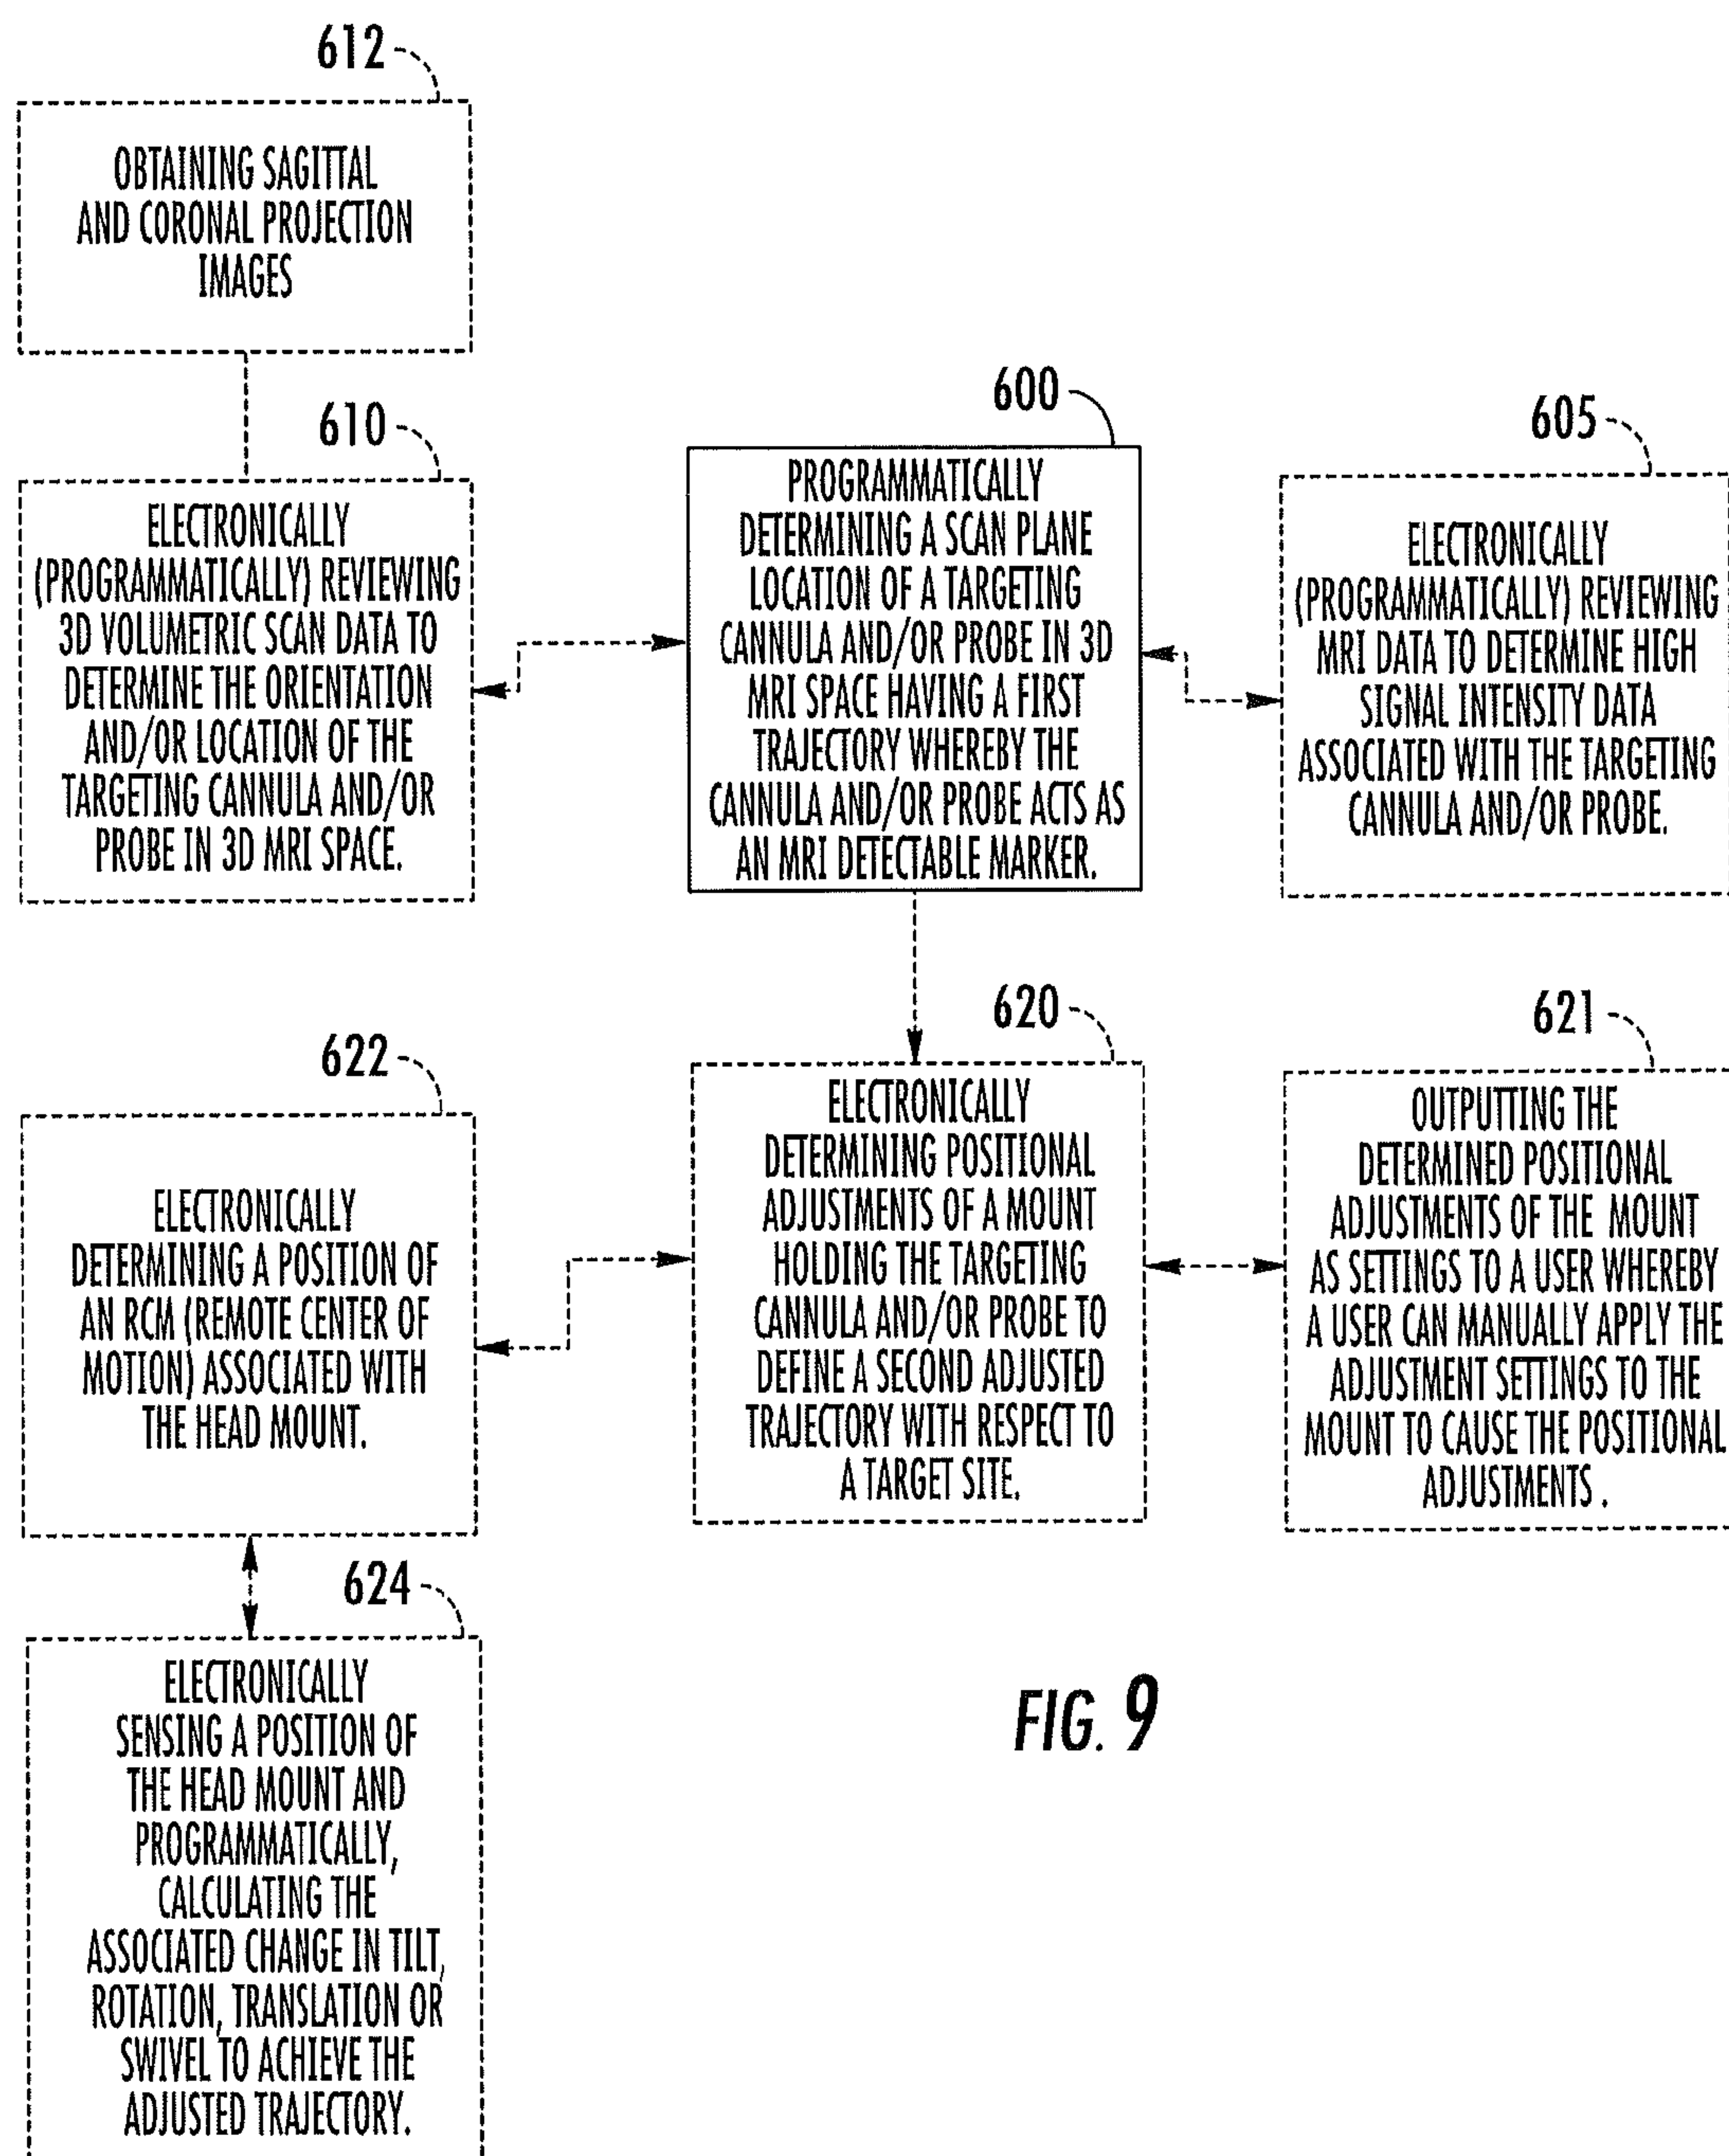 612
OBTAINING SAGITTAL
AND CORONAL PROJECTION
IMAGES
610
ELECTRONICALLY
(PROGRAMMATICALLY) REVIEWING
3D VOLUMETRIC SCAN DATA TO
DETERMINE THE ORIENTATION
AND/OR LOCATION OF THE
TARGETING CANNULA AND/OR
PROBE IN 3D MRI SPACE.
600
PROGRAMMATICALLY
DETERMINING A SCAN PLANE
LOCATION OF A TARGETING
CANNULA AND/OR PROBE IN 3D
MRI SPACE HAVING A FIRST
TRAJECTORY WHEREBY THE
CANNULA AND/OR PROBE ACTS AS
AN MRI DETECTABLE MARKER.
605
ELECTRONICALLY
(PROGRAMMATICALLY) REVIEWING
MRI DATA TO DETERMINE HIGH
SIGNAL INTENSITY DATA
ASSOCIATED WITH THE TARGETING
CANNULA AND/OR PROBE.
622
ELECTRONICALLY
DETERMINING A POSITION OF
AN RCM (REMOTE CENTER OF
MOTION) ASSOCIATED WITH
THE HEAD MOUNT.
620
ELECTRONICALLY
DETERMINING POSITIONAL
ADJUSTMENTS OF A MOUNT
HOLDING THE TARGETING
CANNULA AND/OR PROBE TO
DEFINE A SECOND ADJUSTED
TRAJECTORY WITH RESPECT TO
A TARGET SITE.
621
OUTPUTTING THE
DETERMINED POSITIONAL
ADJUSTMENTS OF THE MOUNT
AS SETTINGS TO A USER WHEREBY
A USER CAN MANUALLY APPLY THE
ADJUSTMENT SETTINGS TO THE
MOUNT TO CAUSE THE POSITIONAL
ADJUSTMENTS .
624
ELECTRONICALLY
SENSING A POSITION OF
THE HEAD MOUNT AND
PROGRAMMATICALLY,
CALCULATING THE
ASSOCIATED CHANGE IN TILT,
ROTATION, TRANSLATION OR
SWIVEL TO ACHIEVE THE
ADJUSTED TRAJECTORY.
FIG. 9